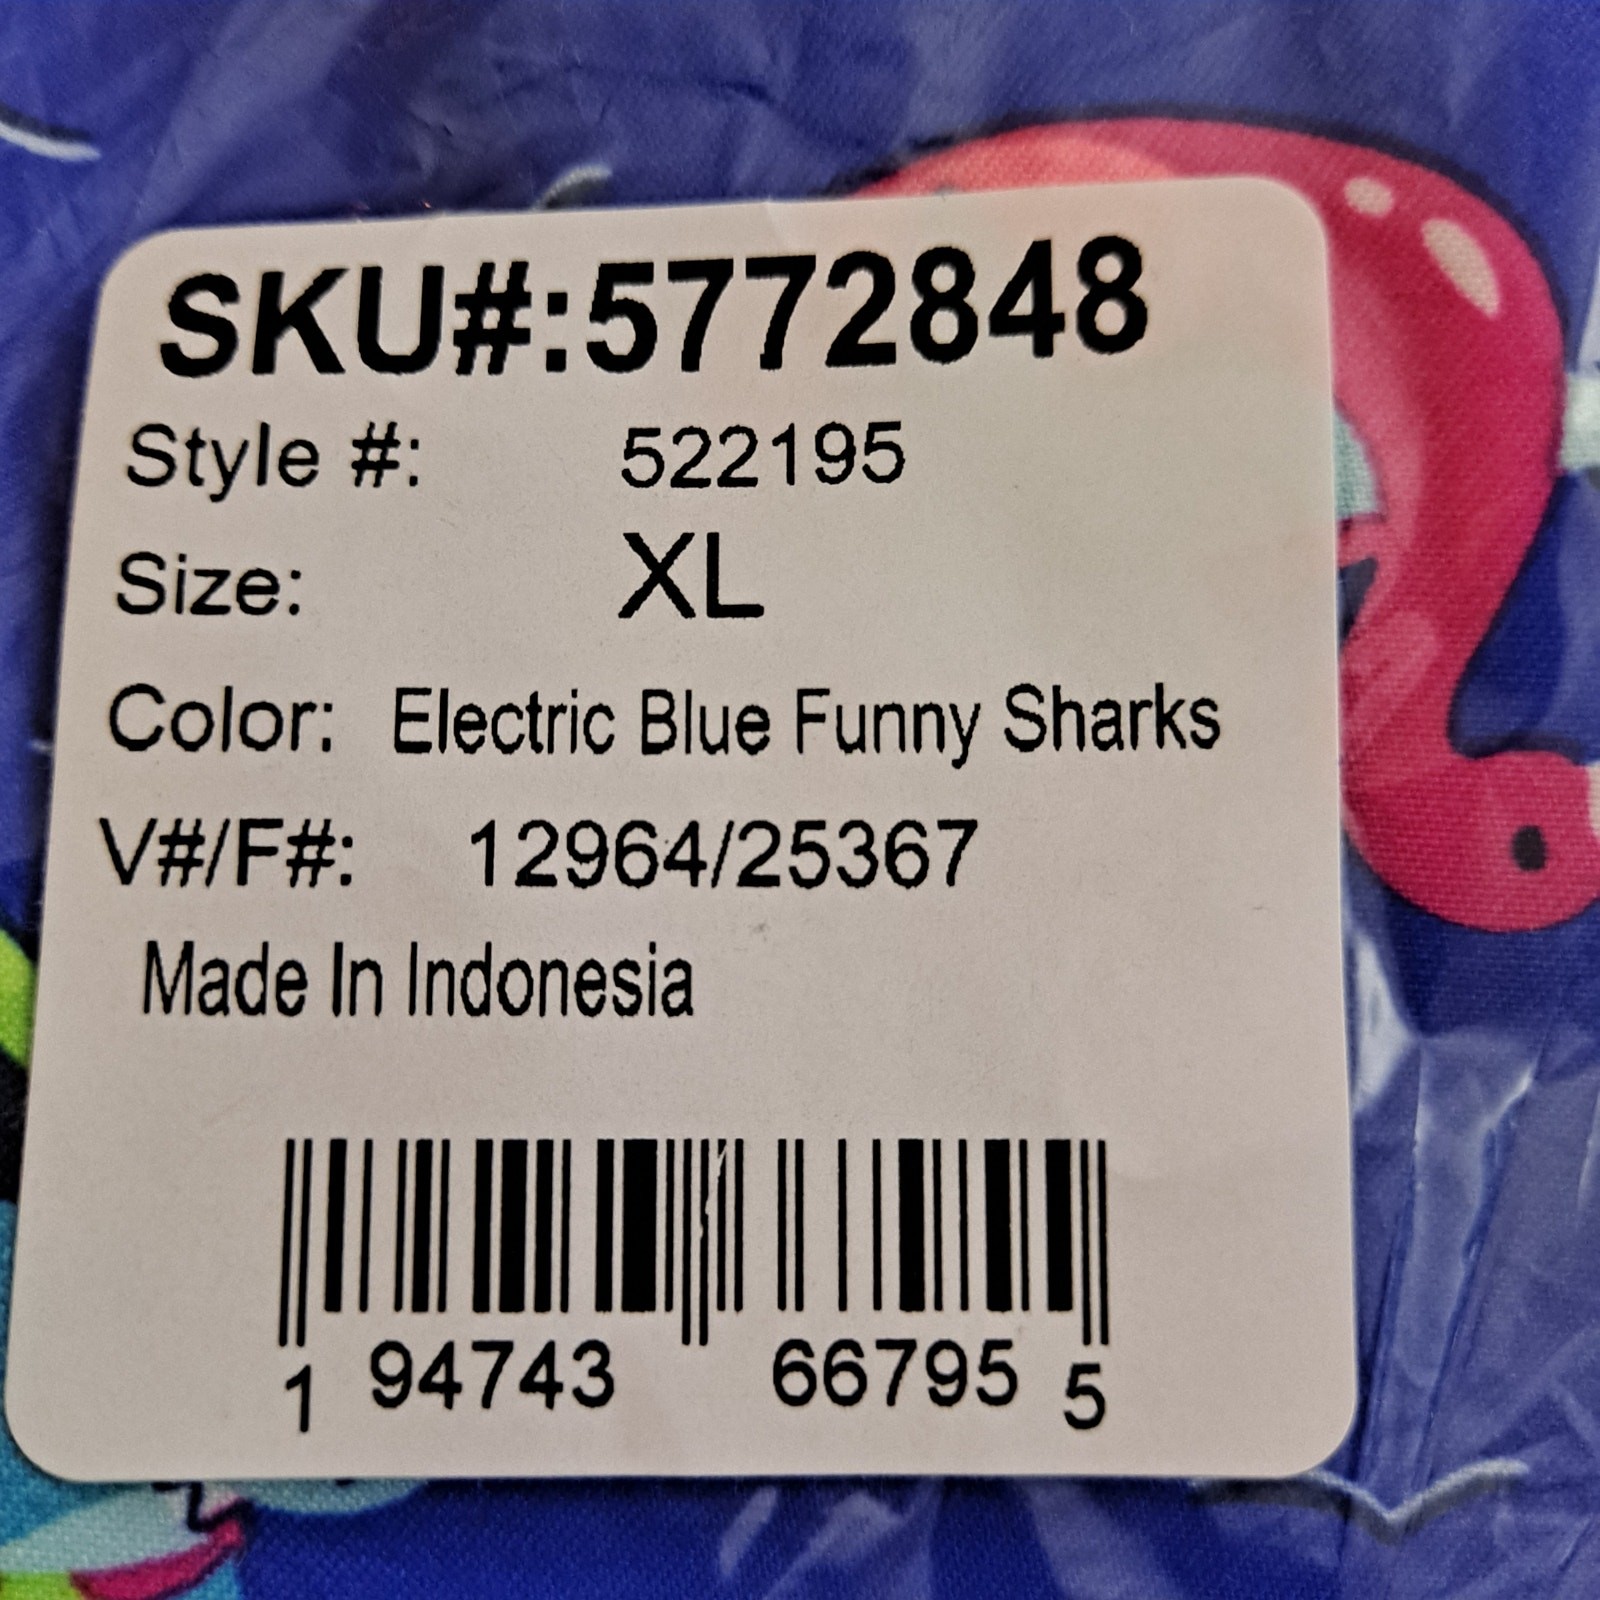 SKU#:5772848
Style #: 522195
Size: XL
Color: Electric Blue Funny Sharks
V#/F#: 12964/25367
Made In Indonesia
1 94743 66795 5